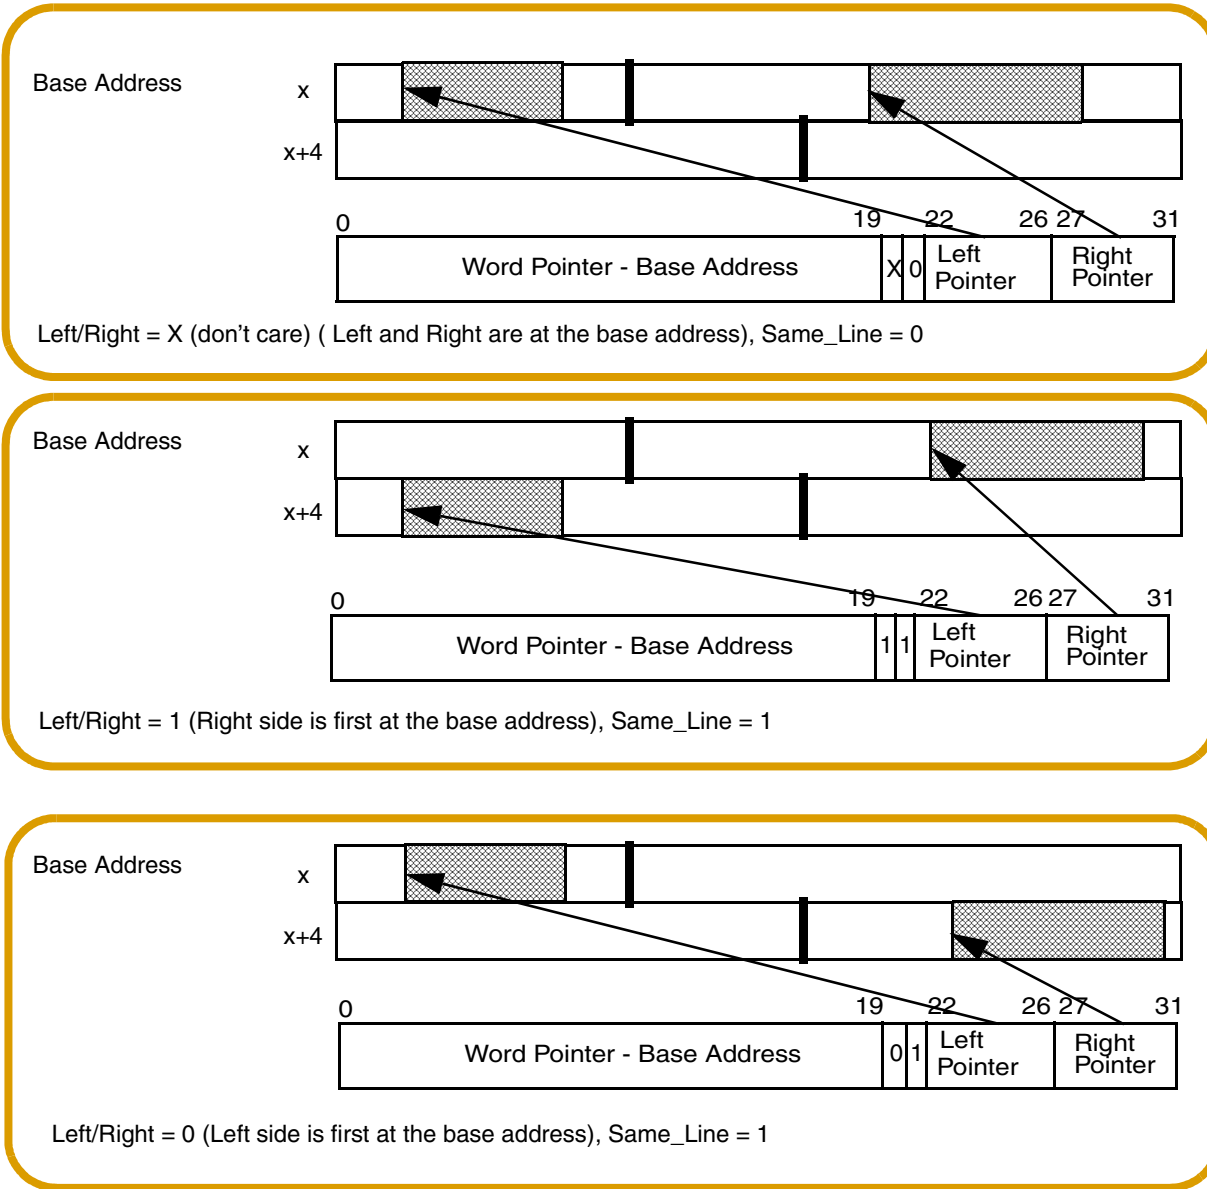 Base Address
x
x+4
0 19 22 26 27 31
Word Pointer - Base Address X 0 Left Pointer Right Pointer
Left/Right = X (don't care) ( Left and Right are at the base address), Same_Line = 0
Base Address
x
x+4
0 19 22 26 27 31
Word Pointer - Base Address 1 1 Left Pointer Right Pointer
Left/Right = 1 (Right side is first at the base address), Same_Line = 1
Base Address
x
x+4
0 19 22 26 27 31
Word Pointer - Base Address 0 1 Left Pointer Right Pointer
Left/Right = 0 (Left side is first at the base address), Same_Line = 1